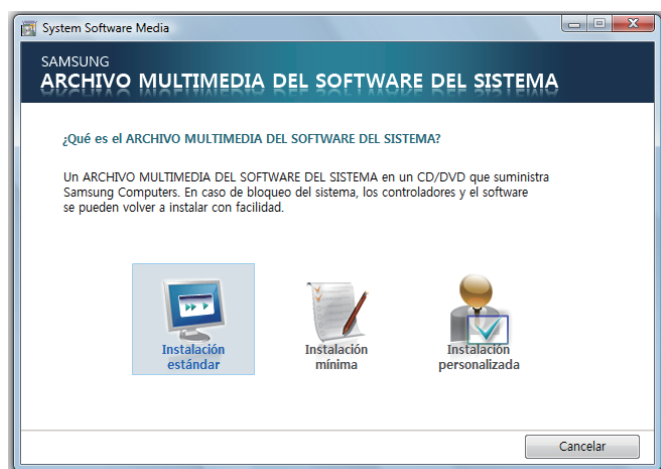 System Software Media
SAMSUNG
ARCHIVO MULTIMEDIA DEL SOFTWARE DEL SISTEMA
¿Qué es el ARCHIVO MULTIMEDIA DEL SOFTWARE DEL SISTEMA?
Un ARCHIVO MULTIMEDIA DEL SOFTWARE DEL SISTEMA en un CD/DVD que suministra
Samsung Computers. En caso de bloqueo del sistema, los controladores y el software
se pueden volver a instalar con facilidad.
Instalación
estándar
Instalación
mínima
Instalación
personalizada
Cancelar